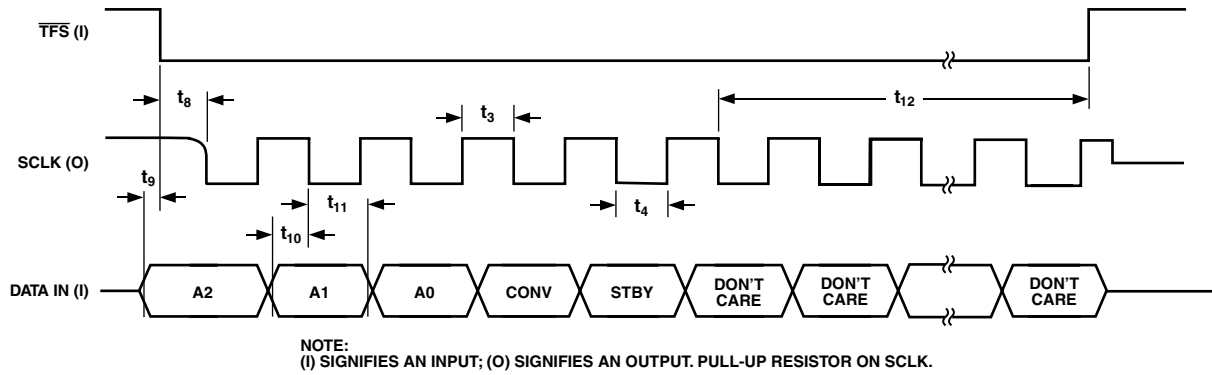 TFS (I)
t8
t3
t12
SCLK (O)
t9
t11
t4
t10
DATA IN (I)
A2
A1
A0
CONV
STBY
DON'T
CARE
DON'T
CARE
DON'T
CARE
NOTE:
(I) SIGNIFIES AN INPUT; (O) SIGNIFIES AN OUTPUT. PULL-UP RESISTOR ON SCLK.